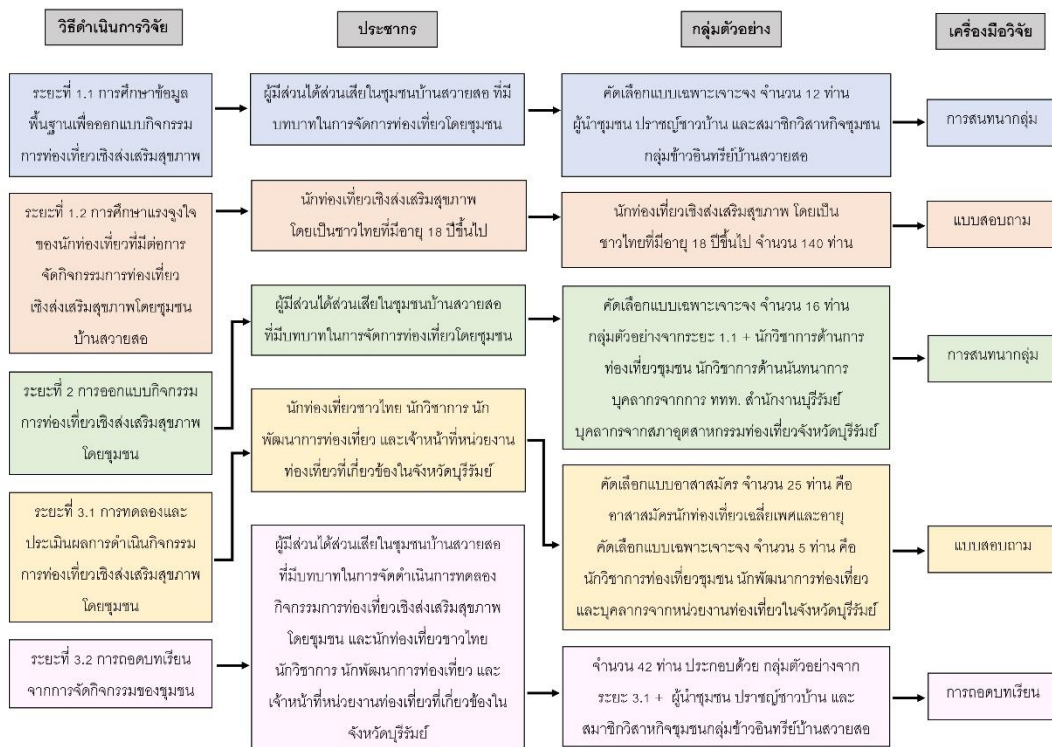 วิธีดำเนินการวิจัย
ประชากร
กลุ่มตัวอย่าง
เครื่องมือวิจัย
ระยะที่ 1.1 การศึกษาข้อมูล
พื้นฐานเพื่อออกแบบกิจกรรม
การท่องเที่ยวเชิงส่งเสริมสุขภาพ
ผู้มีส่วนได้ส่วนเสียในชุมชนบ้านสวายสอ ที่มี
บทบาทในการจัดการท่องเที่ยวโดยชุมชน
คัดเลือกแบบเฉพาะเจาะจง จำนวน 12 ท่าน
ผู้นำชุมชน ปราชญ์ชาวบ้าน และสมาชิกวิสาหกิจชุมชน
กลุ่มข้าวอินทรีย์บ้านสวายสอ
การสนทนากลุ่ม
ระยะที่ 1.2 การศึกษาแรงจูงใจ
ของนักท่องเที่ยวที่มีต่อการ
จัดกิจกรรมการท่องเที่ยว
เชิงส่งเสริมสุขภาพโดยชุมชน
บ้านสวายสอ
นักท่องเที่ยวเชิงส่งเสริมสุขภาพ
โดยเป็นชาวไทยที่มีอายุ 18 ปีขึ้นไป
นักท่องเที่ยวเชิงส่งเสริมสุขภาพ โดยเป็น
ชาวไทยที่มีอายุ 18 ปีขึ้นไป จำนวน 140 ท่าน
แบบสอบถาม
ระยะที่ 2 การออกแบบกิจกรรม
การท่องเที่ยวเชิงส่งเสริมสุขภาพ
โดยชุมชน
ผู้มีส่วนได้ส่วนเสียในชุมชนบ้านสวายสอ
ที่มีบทบาทในการจัดการท่องเที่ยวโดยชุมชน
คัดเลือกแบบเฉพาะเจาะจง จำนวน 16 ท่าน
กลุ่มตัวอย่างจากระยะ 1.1 + นักวิชาการด้านการ
ท่องเที่ยวชุมชน นักวิชาการด้านนันทนาการ
บุคลากรจากการ ททท. สำนักงานบุรีรัมย์
บุคลากรจากสภาอุตสาหกรรมท่องเที่ยวจังหวัดบุรีรัมย์
การสนทนากลุ่ม
ระยะที่ 3.1 การทดลองและ
ประเมินผลการดำเนินกิจกรรม
การท่องเที่ยวเชิงส่งเสริมสุขภาพ
โดยชุมชน
นักท่องเที่ยวชาวไทย นักวิชาการ นัก
พัฒนาการท่องเที่ยว และเจ้าหน้าที่หน่วยงาน
ท่องเที่ยวที่เกี่ยวข้องในจังหวัดบุรีรัมย์
คัดเลือกแบบอาสาสมัคร จำนวน 25 ท่าน คือ
อาสาสมัครนักท่องเที่ยวเฉลี่ยเพศและอายุ
คัดเลือกแบบเฉพาะเจาะจง จำนวน 5 ท่าน คือ
นักวิชาการท่องเที่ยวชุมชน นักพัฒนาการท่องเที่ยว
และบุคลากรจากหน่วยงานท่องเที่ยวในจังหวัดบุรีรัมย์
แบบสอบถาม
ระยะที่ 3.2 การถอดบทเรียน
จากการจัดกิจกรรมของชุมชน
ผู้มีส่วนได้ส่วนเสียในชุมชนบ้านสวายสอ
ที่มีบทบาทในการจัดดำเนินการทดลอง
กิจกรรมการท่องเที่ยวเชิงส่งเสริมสุขภาพ
โดยชุมชน และนักท่องเที่ยวชาวไทย
นักวิชาการ นักพัฒนาการท่องเที่ยว และ
เจ้าหน้าที่หน่วยงานท่องเที่ยวที่เกี่ยวข้องใน
จังหวัดบุรีรัมย์
จำนวน 42 ท่าน ประกอบด้วย กลุ่มตัวอย่างจาก
ระยะ 3.1 + ผู้นำชุมชน ปราชญ์ชาวบ้าน และ
สมาชิกวิสาหกิจชุมชนกลุ่มข้าวอินทรีย์บ้านสวายสอ
การถอดบทเรียน